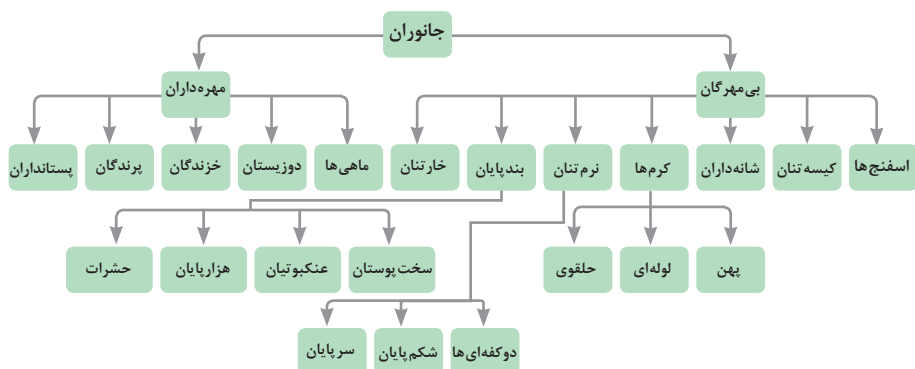 جانوران
بی‌مهرگان
مهره‌داران
اسفنج‌ها
کیسه‌تنان
شانه‌داران
کرم‌ها
نرم‌تنان
بندپایان
خارتنان
ماهی‌ها
دوزیستان
خزندگان
پرندگان
پستانداران
پهن
لوله‌ای
حلقوی
سخت‌پوستان
عنکبوتیان
هزارپایان
حشرات
دوکفه‌ای‌ها
شکم‌پایان
سرپایان